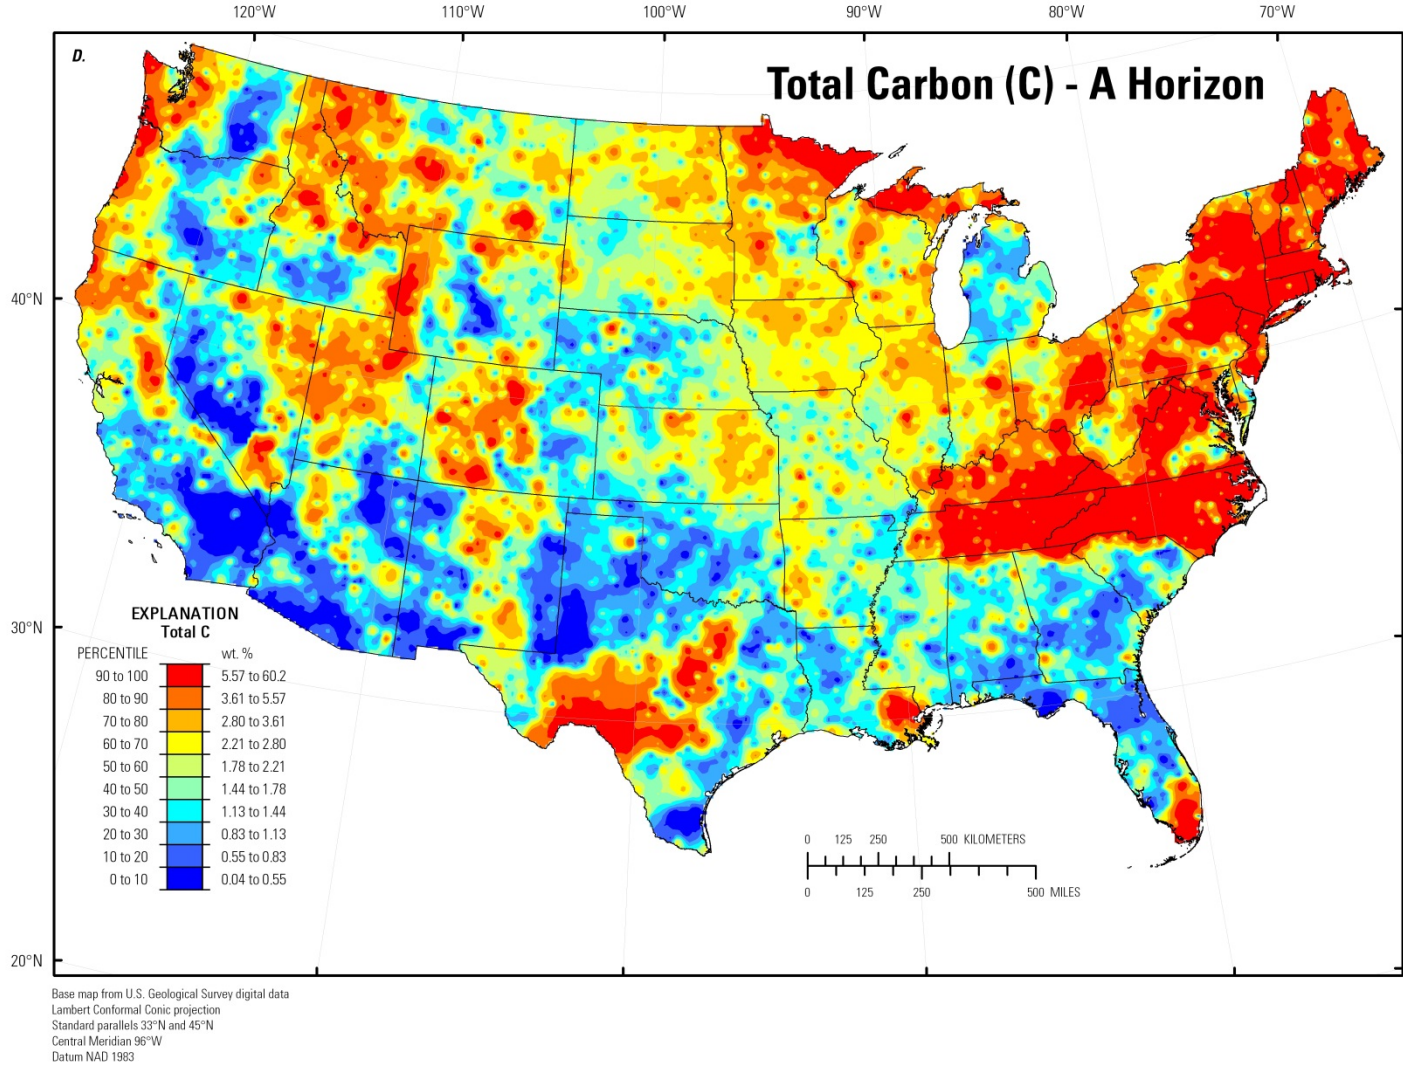 120°W 110°W 100°W 90°W 80°W 70°W
D.
Total Carbon (C) - A Horizon
40°N
30°N
20°N
EXPLANATION
Total C
PERCENTILE wt. %
90 to 100 5.57 to 60.2
80 to 90 3.61 to 5.57
70 to 80 2.80 to 3.61
60 to 70 2.21 to 2.80
50 to 60 1.78 to 2.21
40 to 50 1.44 to 1.78
30 to 40 1.13 to 1.44
20 to 30 0.83 to 1.13
10 to 20 0.55 to 0.83
0 to 10 0.04 to 0.55
0 125 250 500 KILOMETERS
0 125 250 500 MILES
Base map from U.S. Geological Survey digital data
Lambert Conformal Conic projection
Standard parallels 33°N and 45°N
Central Meridian 96°W
Datum NAD 1983